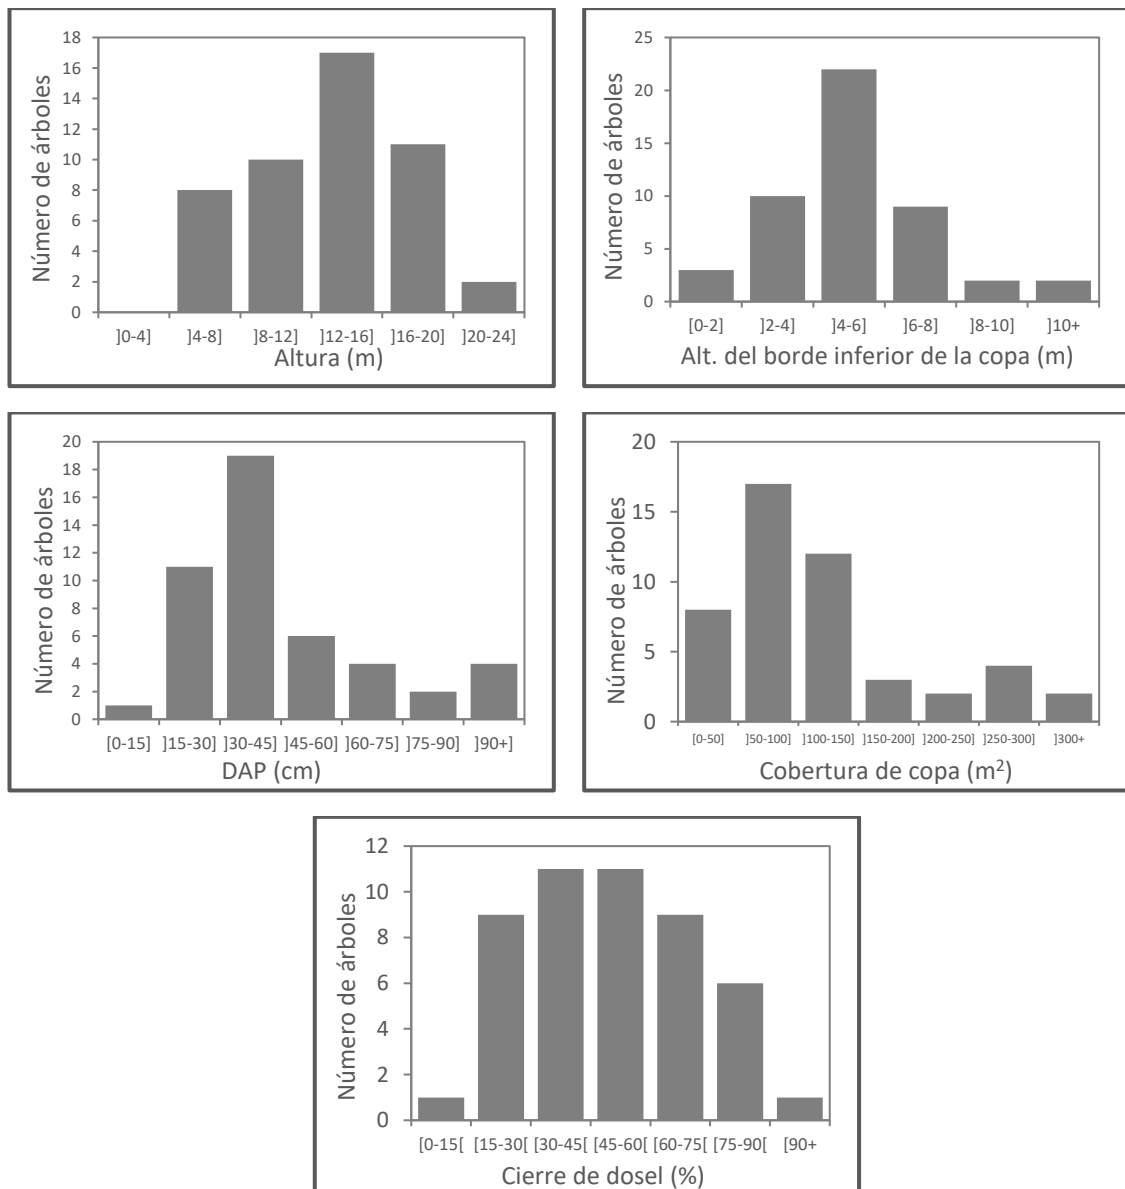 Número de árboles
18
16
14
12
10
8
6
4
2
0
]0-4] ]4-8] ]8-12] ]12-16] ]16-20] ]20-24]
Altura (m)
Número de árboles
25
20
15
10
5
0
[0-2] ]2-4] ]4-6] ]6-8] ]8-10] ]10+
Alt. del borde inferior de la copa (m)
Número de árboles
20
18
16
14
12
10
8
6
4
2
0
[0-15] ]15-30] ]30-45] ]45-60] ]60-75] ]75-90] ]90+]
DAP (cm)
Número de árboles
20
15
10
5
0
[0-50] ]50-100] ]100-150] ]150-200] ]200-250] ]250-300] ]300+
Cobertura de copa (m²)
Número de árboles
12
10
8
6
4
2
0
[0-15[ [15-30[ [30-45[ [45-60[ [60-75[ [75-90[ [90+
Cierre de dosel (%)